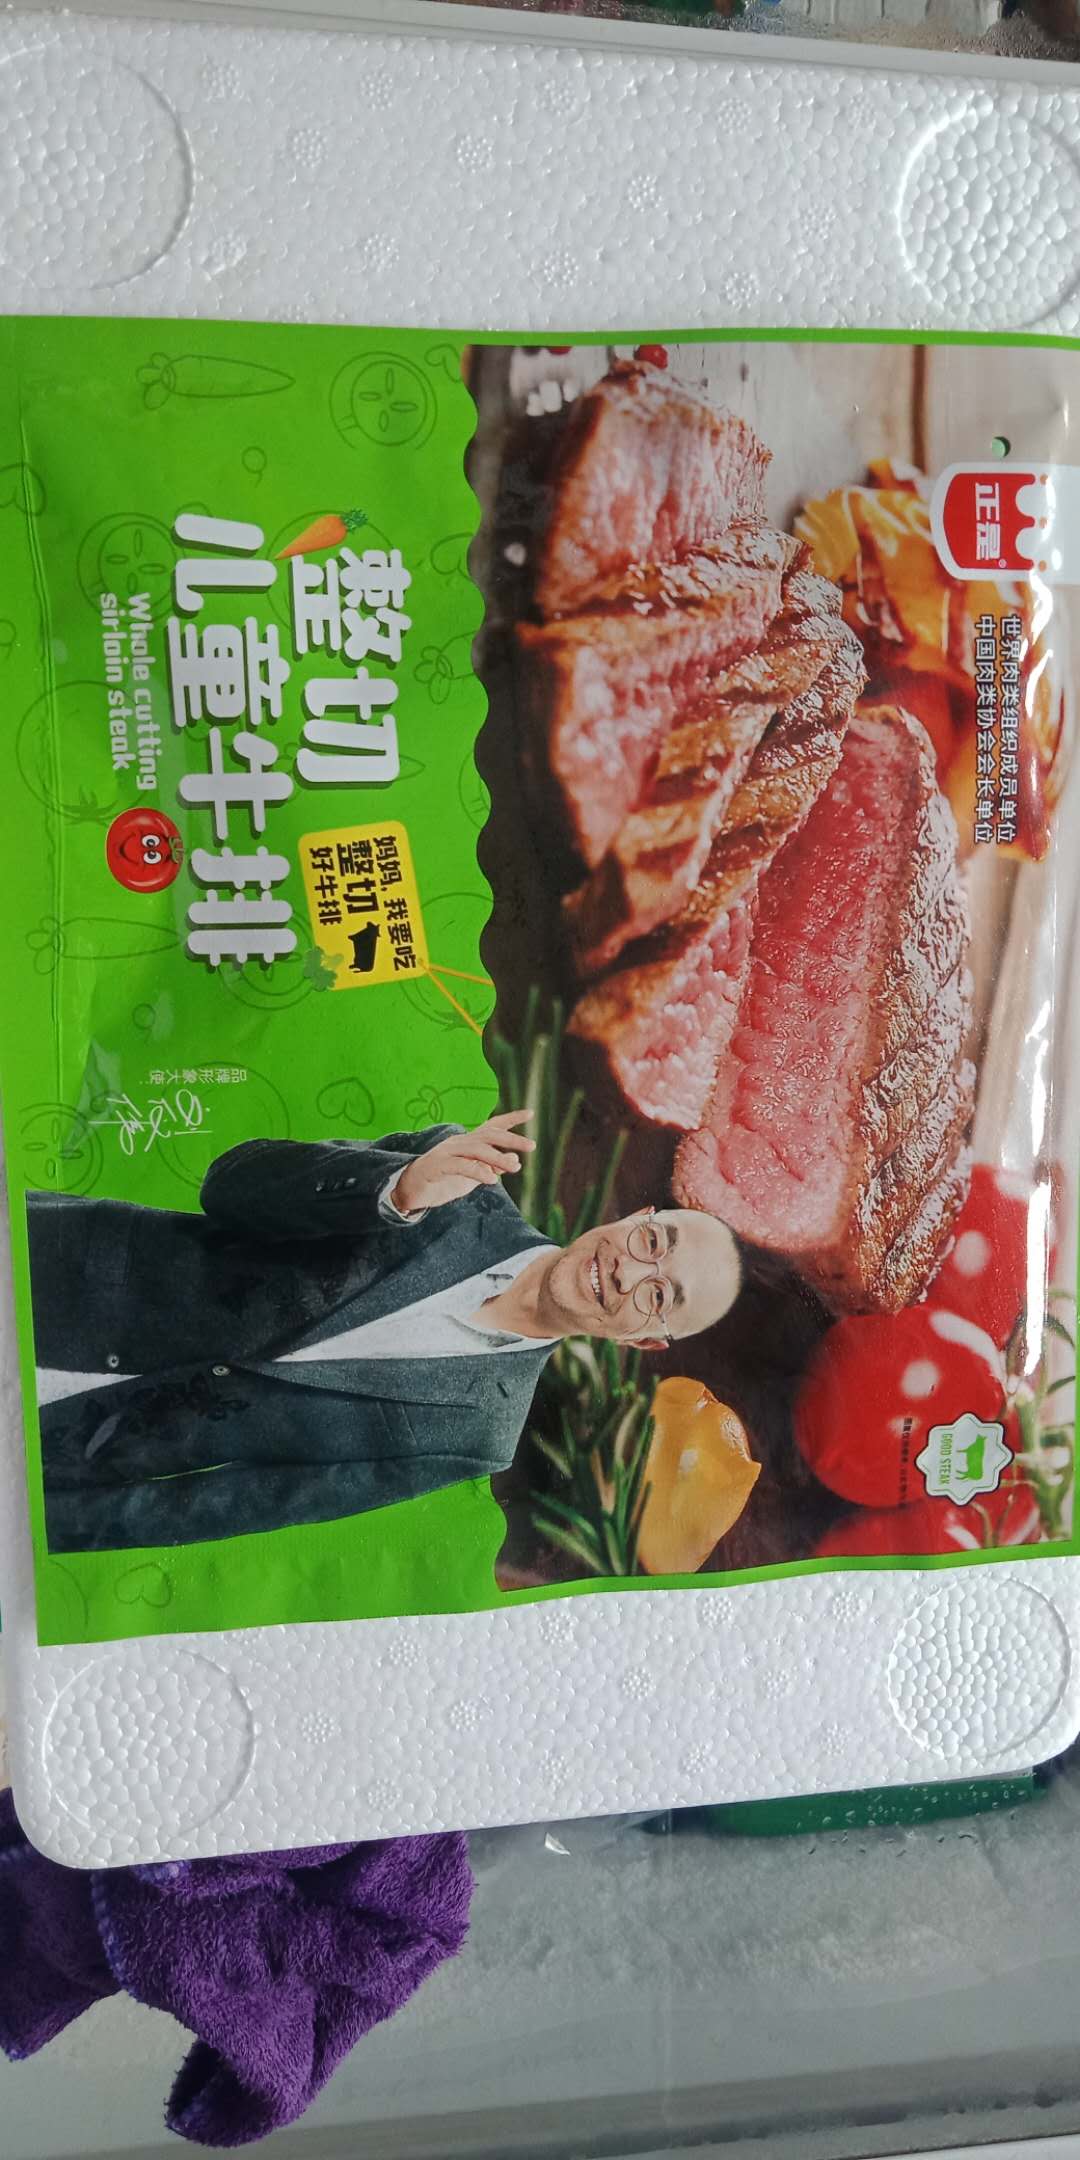 正是®
世界肉类组织成员单位
中国肉类协会会长单位
GOOD STEAK
整切
儿童牛排
Whole cutting
sirloin steak
妈妈,我要吃
整切
好牛排
品牌形象大使: